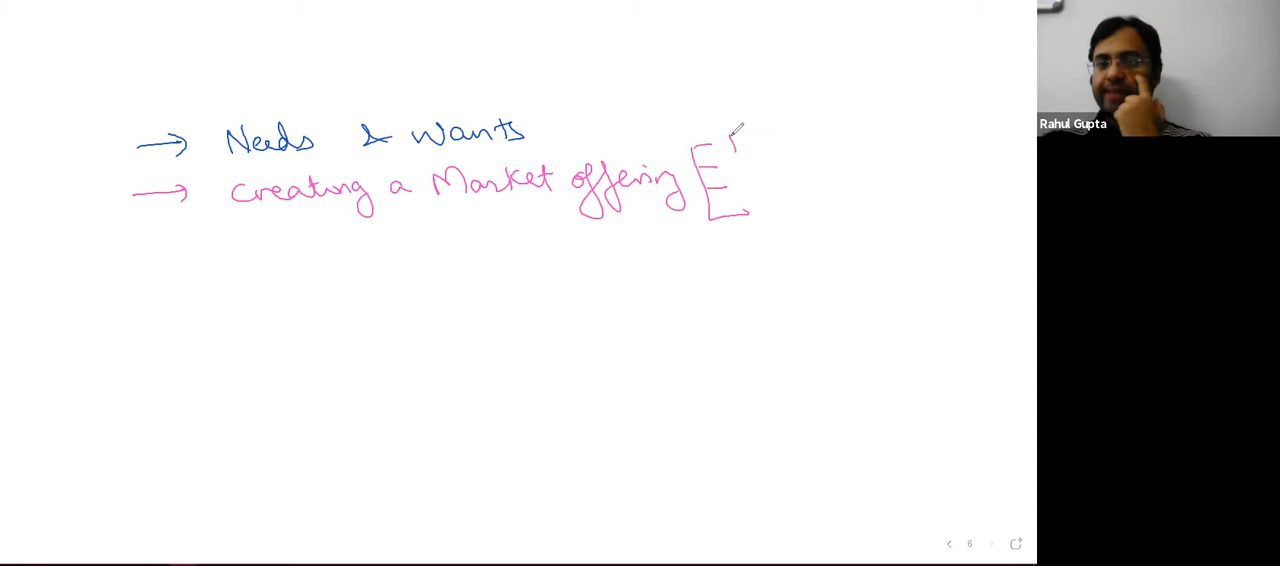 → Needs & Wants
→ Creating a Market offering
Rahul Gupta
6